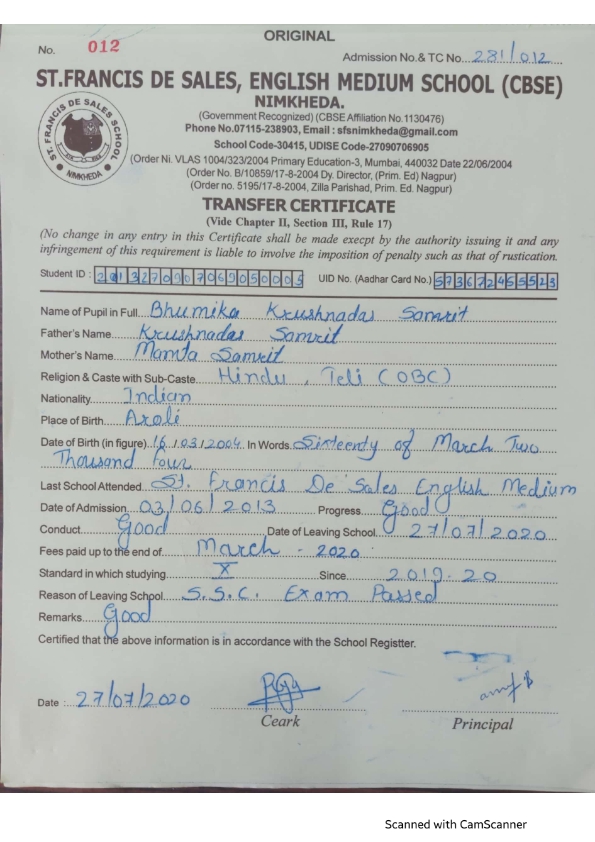 ORIGINAL
No. 012
Admission No.& TC No. 281/012
ST.FRANCIS DE SALES, ENGLISH MEDIUM SCHOOL (CBSE)
NIMKHEDA.
ST. FRANCIS DE SALES SCHOOL
NIMKHEDA
(Government Recognized) (CBSE Affiliation No.1130476)
Phone No.07115-238903, Email : sfsnimkheda@gmail.com
School Code-30415, UDISE Code-27090706905
(Order Ni. VLAS 1004/323/2004 Primary Education-3, Mumbai, 440032 Date 22/06/2004
(Order No. B/10859/17-8-2004 Dy. Director, (Prim. Ed) Nagpur)
(Order no. 5195/17-8-2004, Zilla Parishad, Prim. Ed. Nagpur)
TRANSFER CERTIFICATE
(Vide Chapter II, Section III, Rule 17)
(No change in any entry in this Certificate shall be made execpt by the authority issuing it and any
infringement of this requirement is liable to involve the imposition of penalty such as that of rustication.
Student ID : 2013270907069050005 UID No. (Aadhar Card No.) 573672455523
Name of Pupil in Full Bhumika Krushnadas Samrit
Father's Name Krushnadas Samrit
Mother's Name Mamta Samrit
Religion & Caste with Sub-Caste Hindu, Teli (OBC)
Nationality Indian
Place of Birth Aroli
Date of Birth (in figure) 16/03/2004 In Words Sixteenty of March Two
Thousand Four
Last School Attended St. Francis De Sales English Medium
Date of Admission 03/06/2013 Progress Good
Conduct Good Date of Leaving School 27/07/2020
Fees paid up to the end of March - 2020
Standard in which studying X Since 2019-20
Reason of Leaving School S.S.C. Exam Passed
Remarks Good
Certified that the above information is in accordance with the School Registter.
Date : 27/07/2020
Ceark
Principal
Scanned with CamScanner